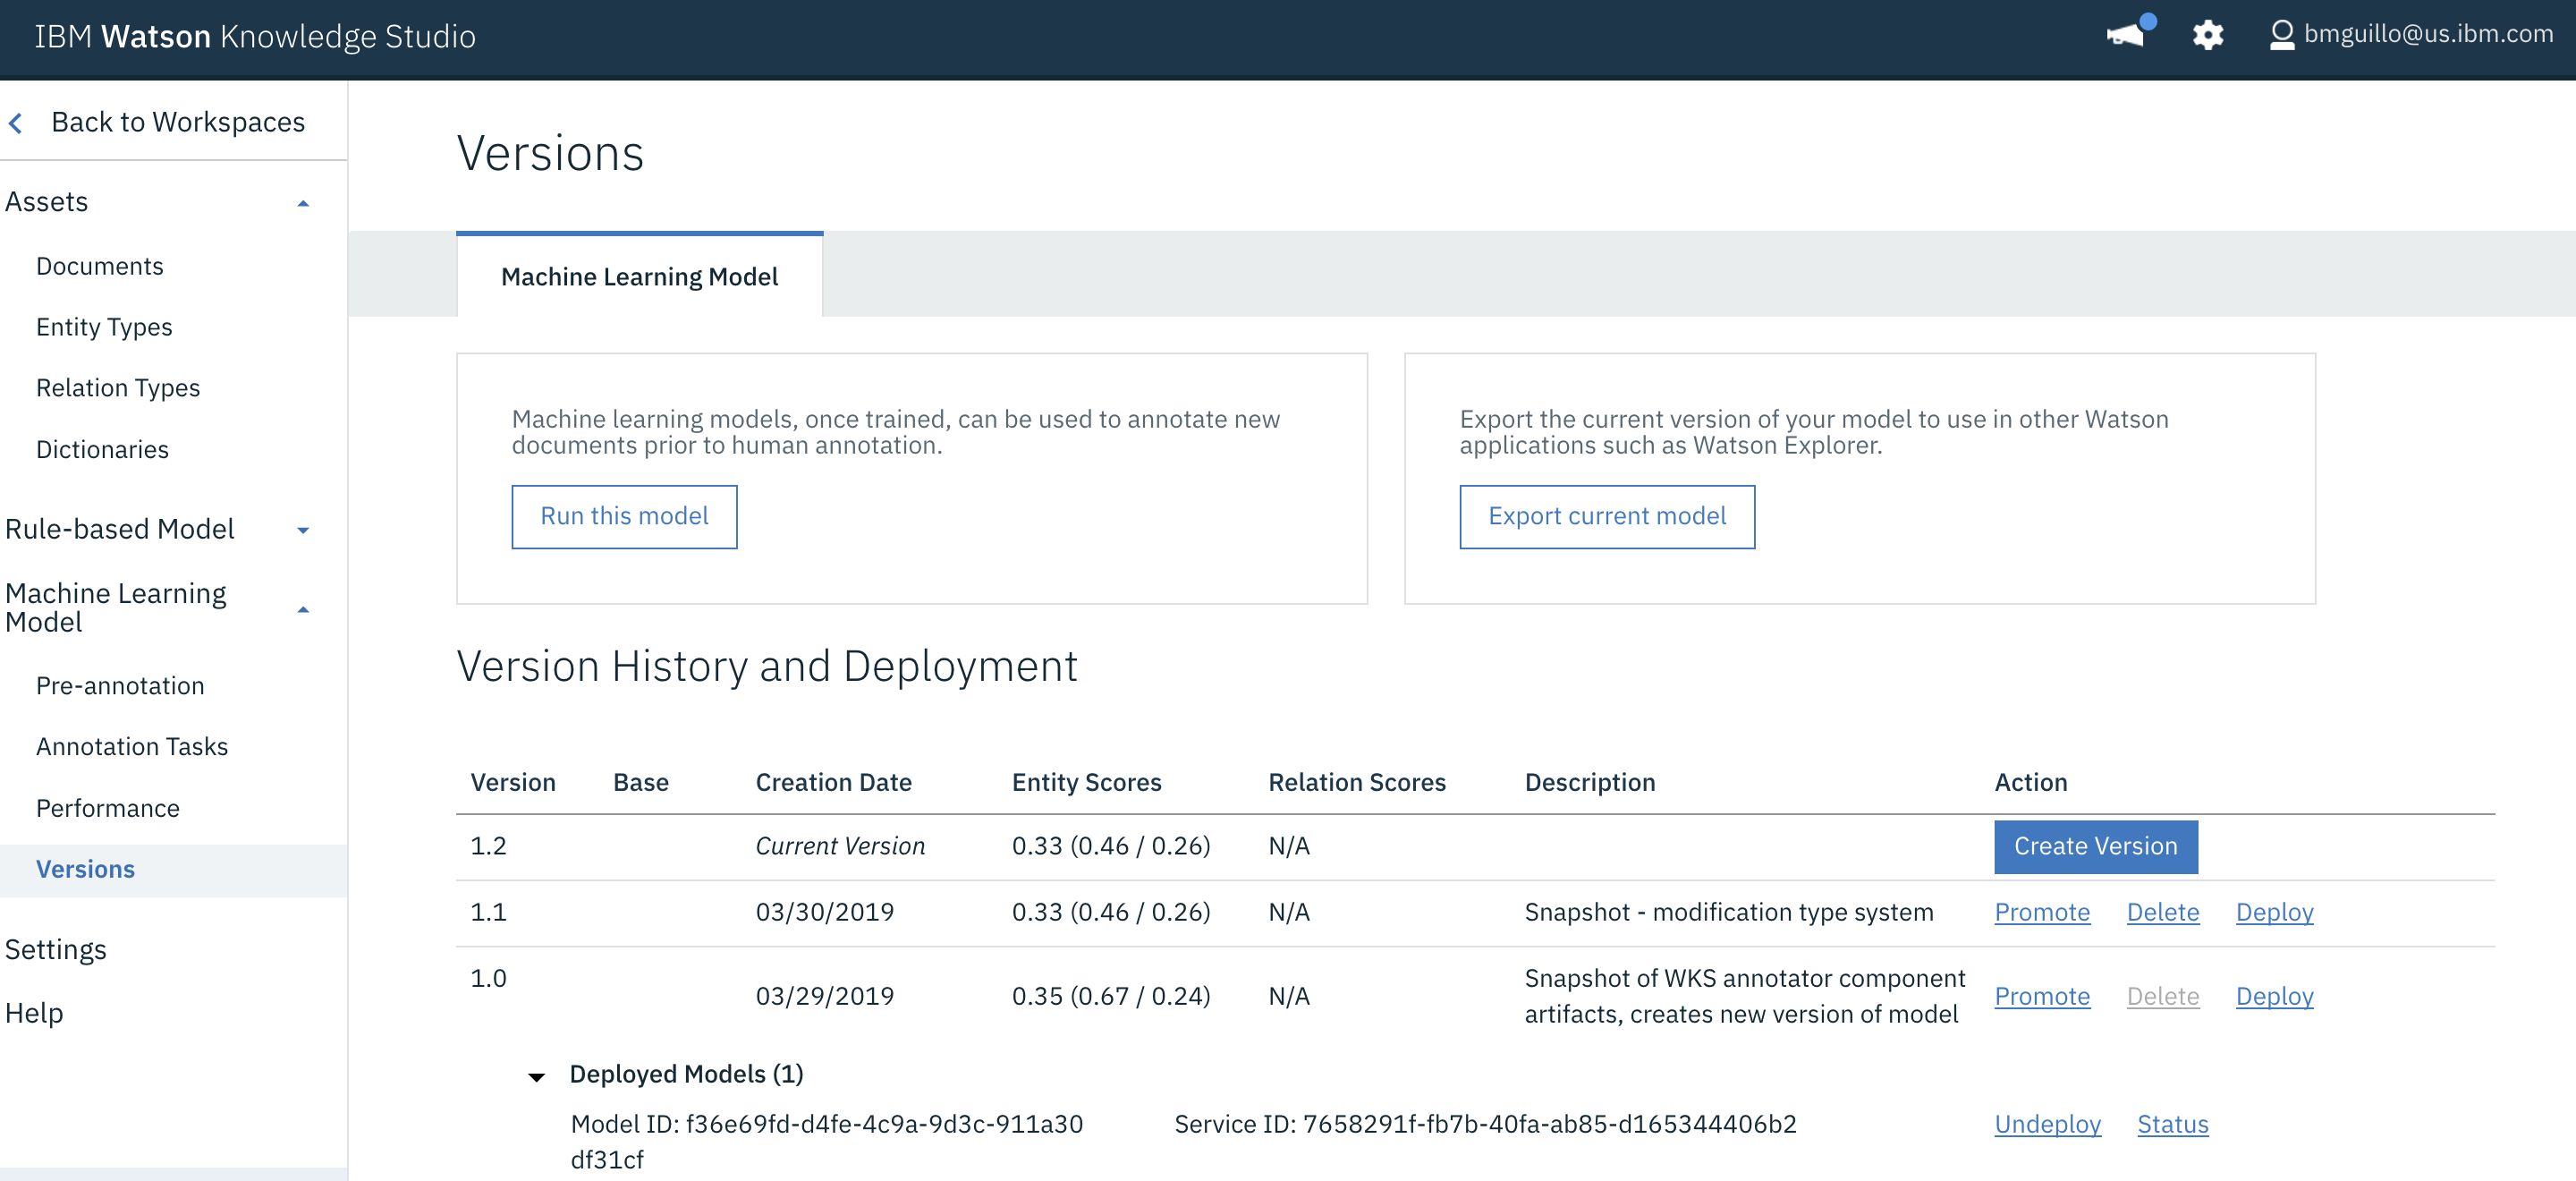 IBM Watson Knowledge Studio
bmguillo@us.ibm.com
Back to Workspaces
Assets
Documents
Entity Types
Relation Types
Dictionaries
Rule-based Model
Machine Learning
Model
Pre-annotation
Annotation Tasks
Performance
Versions
Settings
Help
Versions
Machine Learning Model
Machine learning models, once trained, can be used to annotate new
documents prior to human annotation.
Run this model
Export the current version of your model to use in other Watson
applications such as Watson Explorer.
Export current model
Version History and Deployment
Version Base Creation Date Entity Scores Relation Scores Description Action
1.2 Current Version 0.33 (0.46 / 0.26) N/A Create Version
1.1 03/30/2019 0.33 (0.46 / 0.26) N/A Snapshot - modification type system Promote Delete Deploy
1.0 03/29/2019 0.35 (0.67 / 0.24) N/A Snapshot of WKS annotator component
artifacts, creates new version of model Promote Delete Deploy
Deployed Models (1)
Model ID: f36e69fd-d4fe-4c9a-9d3c-911a30
df31cf
Service ID: 7658291f-fb7b-40fa-ab85-d165344406b2
Undeploy Status